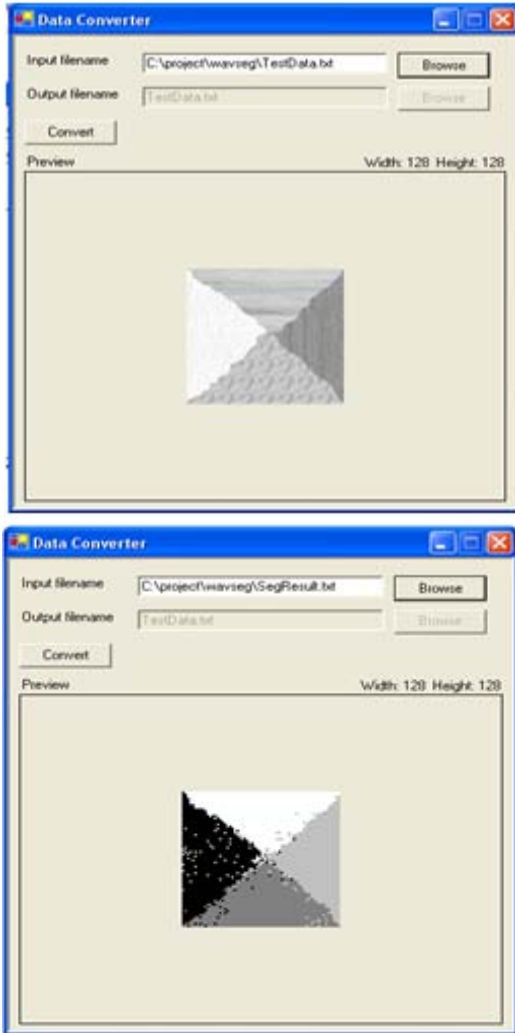 Data Converter
Input filename C:\project\wavseg\TestData.txt Browse
Output filename TestData.txt Browse
Convert
Preview Width: 128 Height: 128
Data Converter
Input filename C:\project\wavseg\SegResult.txt Browse
Output filename TestData.txt Browse
Convert
Preview Width: 128 Height: 128